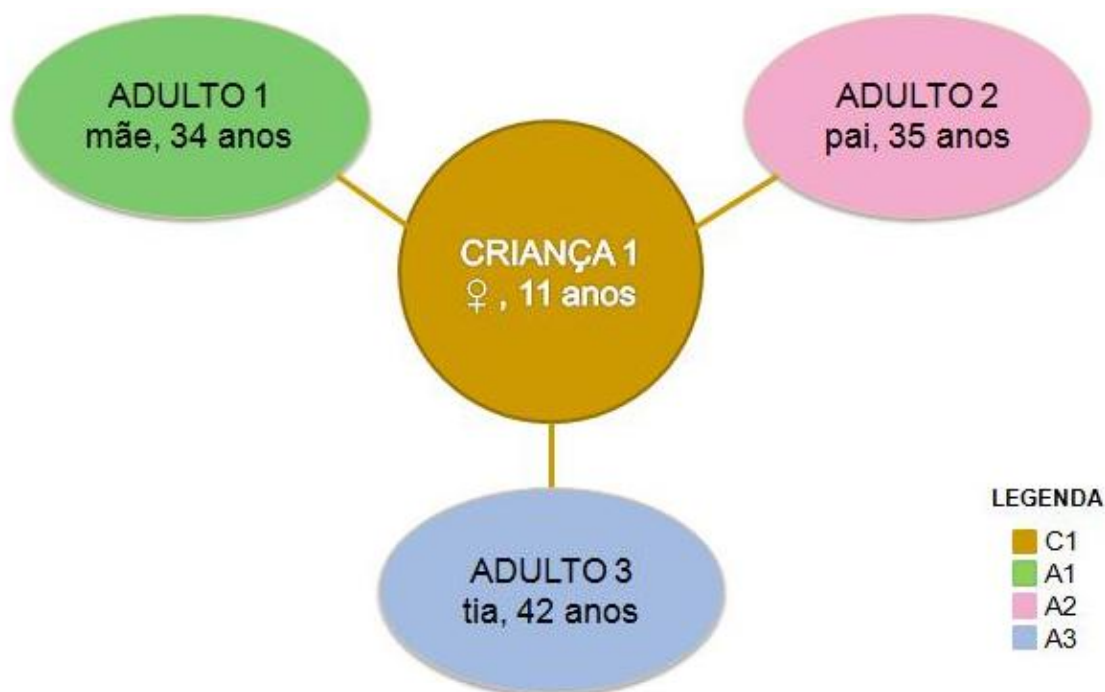 ADULTO 1
mãe, 34 anos
ADULTO 2
pai, 35 anos
CRIANÇA 1
♀ , 11 anos
ADULTO 3
tia, 42 anos
LEGENDA
C1
A1
A2
A3